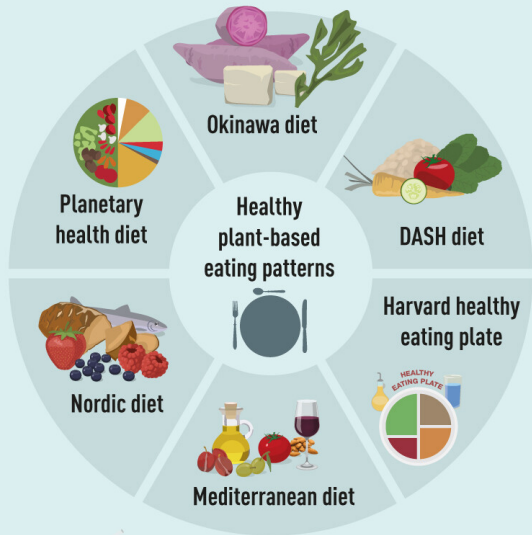 Okinawa diet
Planetary
health diet
Healthy
plant-based
eating patterns
DASH diet
Harvard healthy
eating plate
HEALTHY
EATING PLATE
Nordic diet
Mediterranean diet